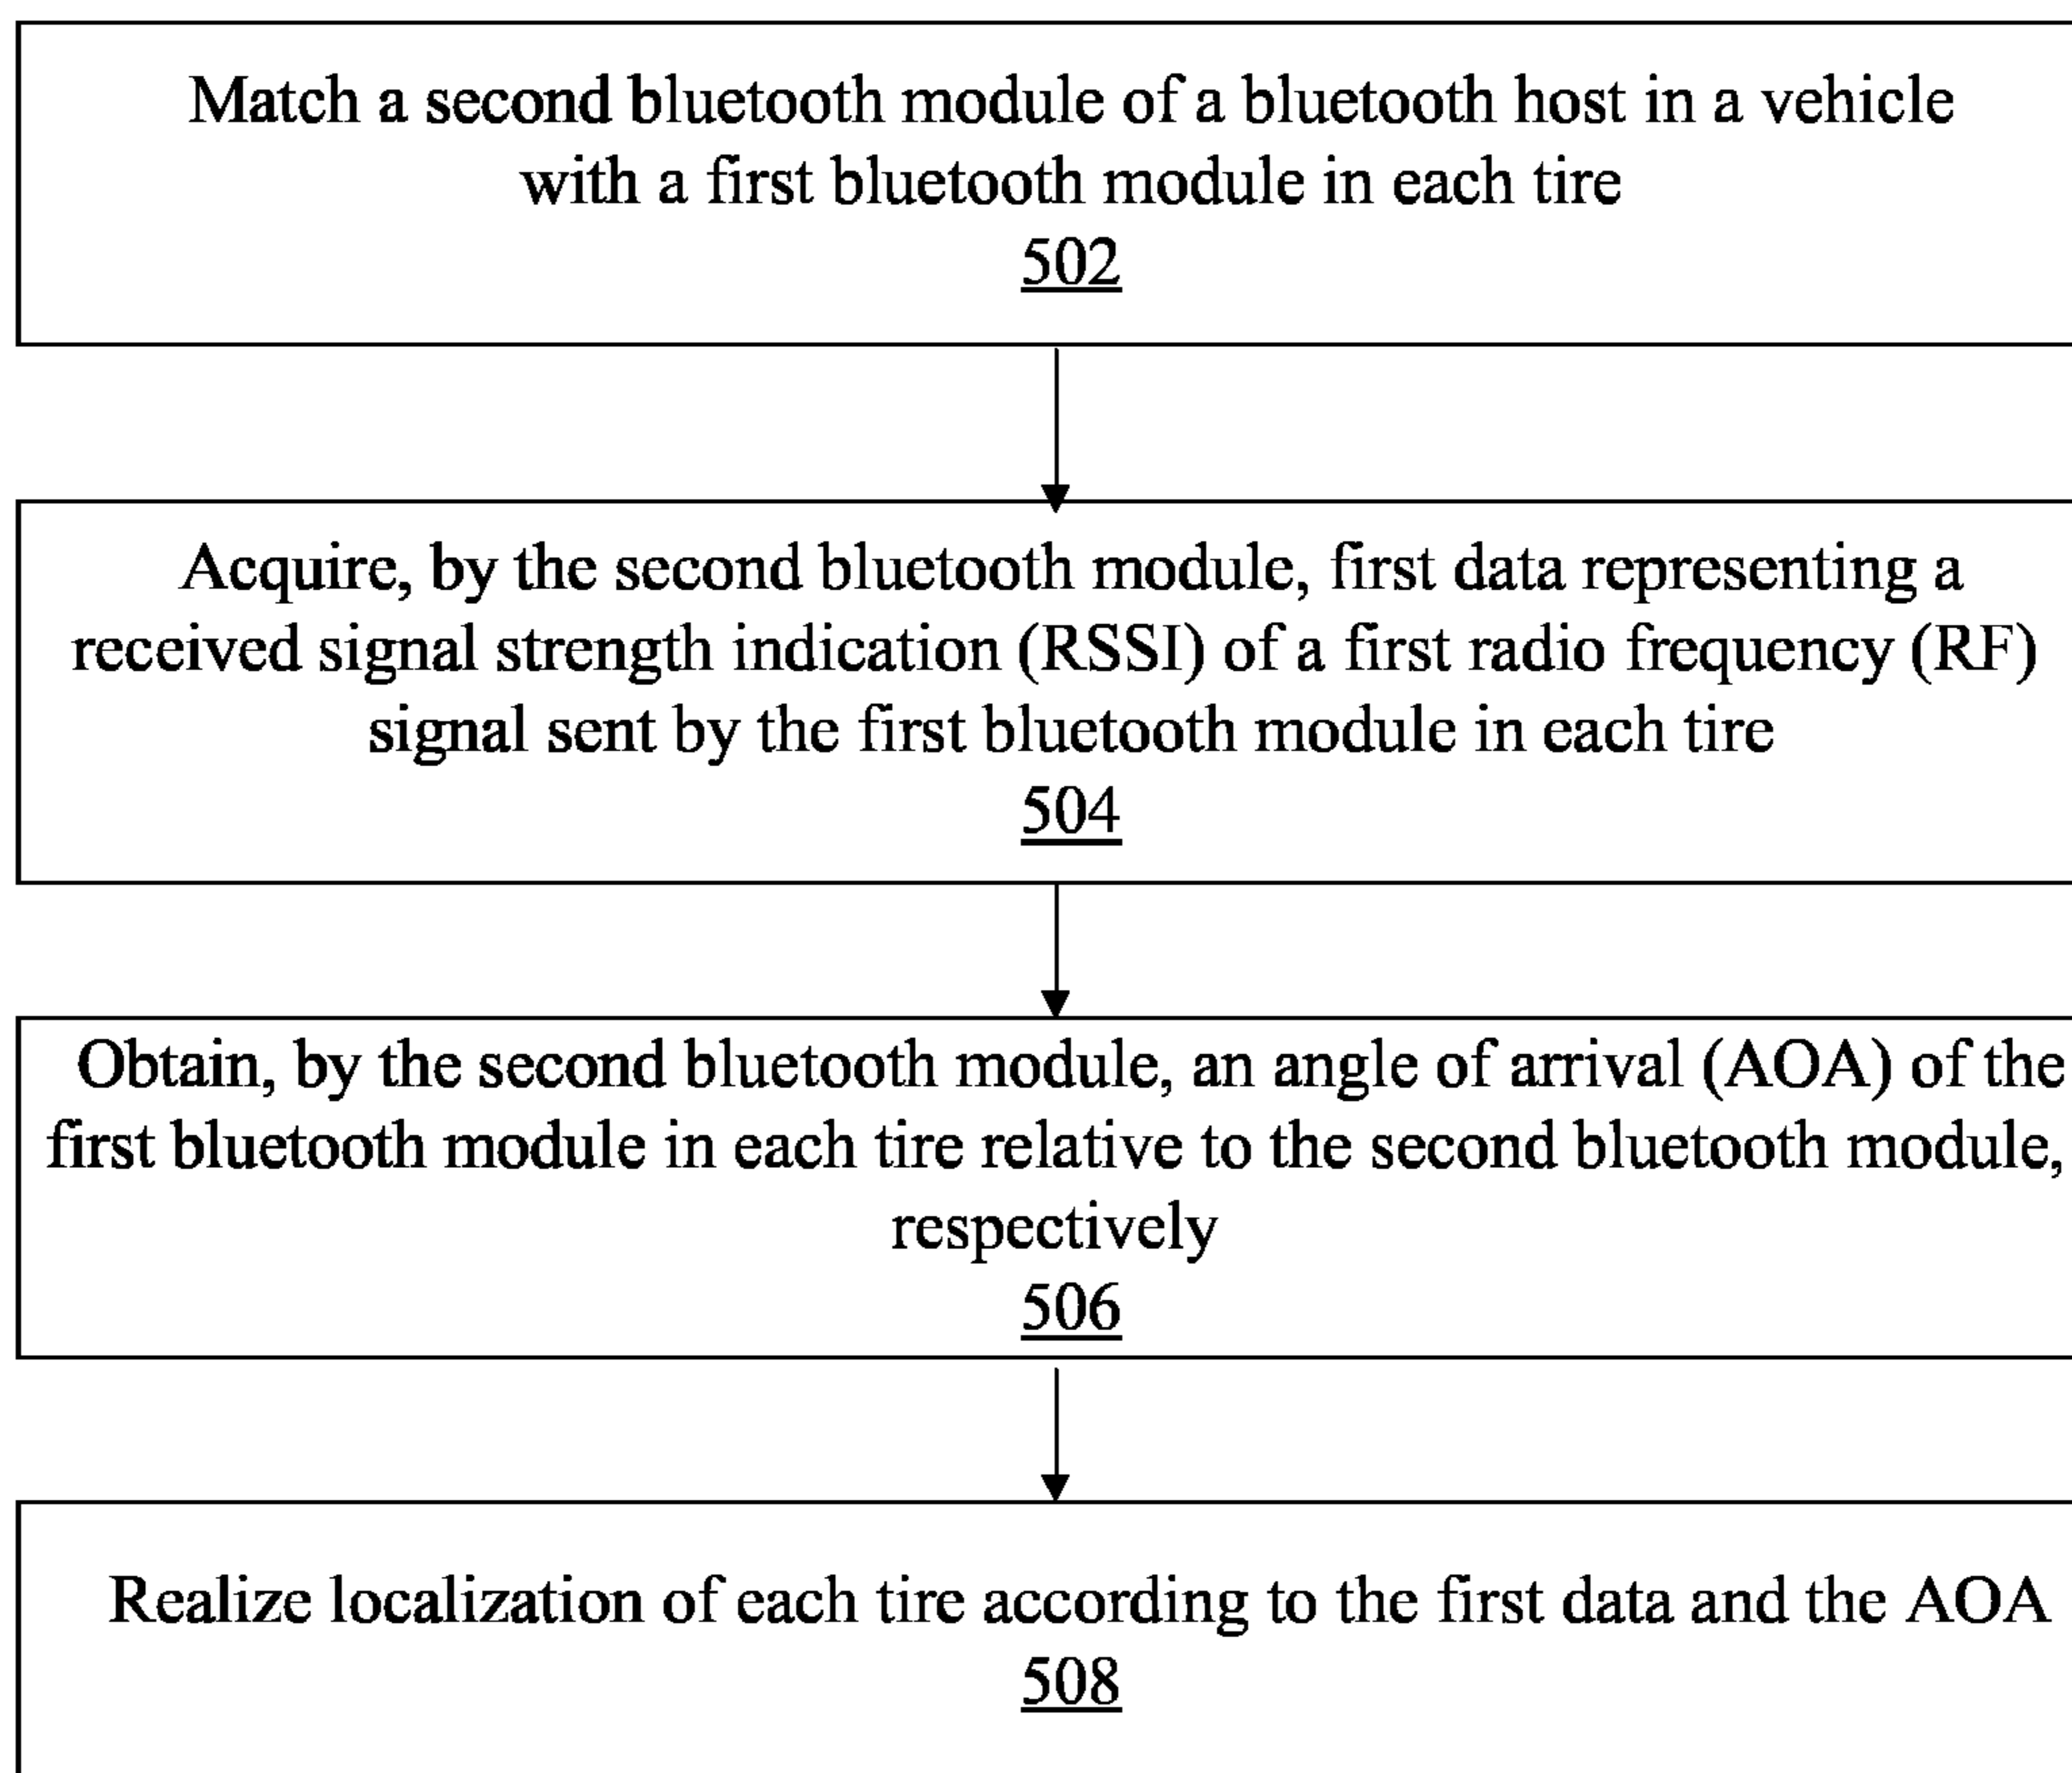 Match a second bluetooth module of a bluetooth host in a vehicle
with a first bluetooth module in each tire
502
Acquire, by the second bluetooth module, first data representing a
received signal strength indication (RSSI) of a first radio frequency (RF)
signal sent by the first bluetooth module in each tire
504
Obtain, by the second bluetooth module, an angle of arrival (AOA) of the
first bluetooth module in each tire relative to the second bluetooth module,
respectively
506
Realize localization of each tire according to the first data and the AOA
508